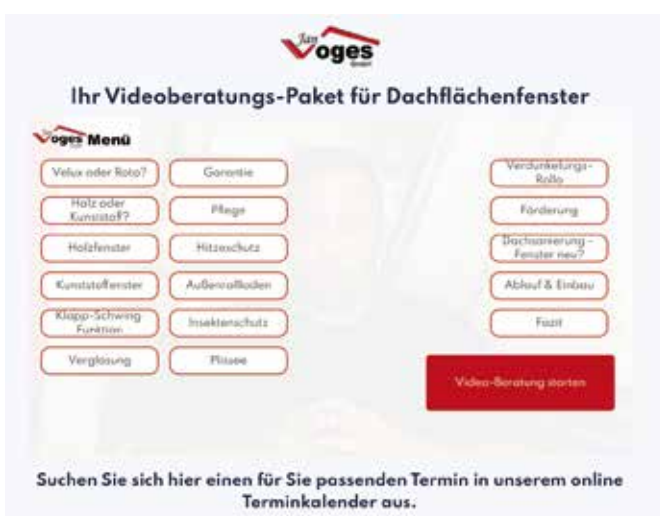 Jan
Voges
GmbH
Ihr Videoberatungs-Paket für Dachflächenfenster
Voges Menü
Velux oder Roto?
Garantie
Verdunkelungs-
Rollo
Holz oder
Kunststoff?
Pflege
Förderung
Holzfenster
Hitzeschutz
Dachsanierung -
Fenster neu?
Kunststoffenster
Außenrollladen
Ablauf & Einbau
Klapp-Schwing
Funktion
Insektenschutz
Fazit
Verglasung
Plissee
Video-Beratung starten
Suchen Sie sich hier einen für Sie passenden Termin in unserem online
Terminkalender aus.